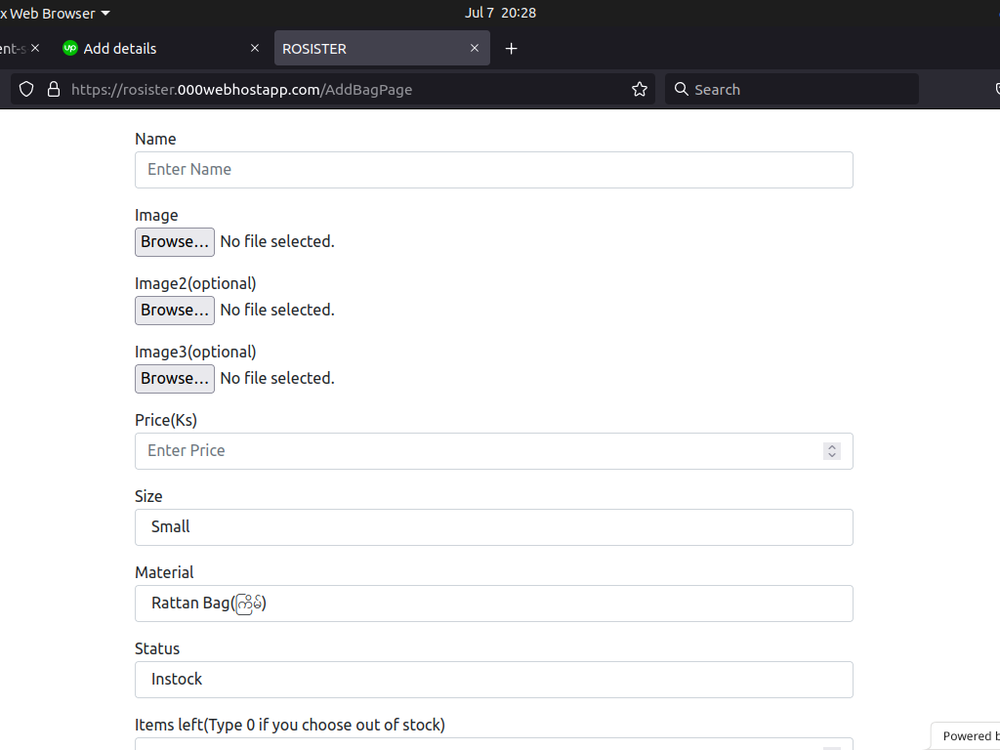 x Web Browser
Jul 7 20:28
ent-s
Add details
ROSISTER
https://rosister.000webhostapp.com/AddBagPage
Search
Name
Enter Name
Image
Browse... No file selected.
Image2(optional)
Browse... No file selected.
Image3(optional)
Browse... No file selected.
Price(Ks)
Enter Price
Size
Small
Material
Rattan Bag(ကြိမ်)
Status
Instock
Items left(Type 0 if you choose out of stock)
Powered b